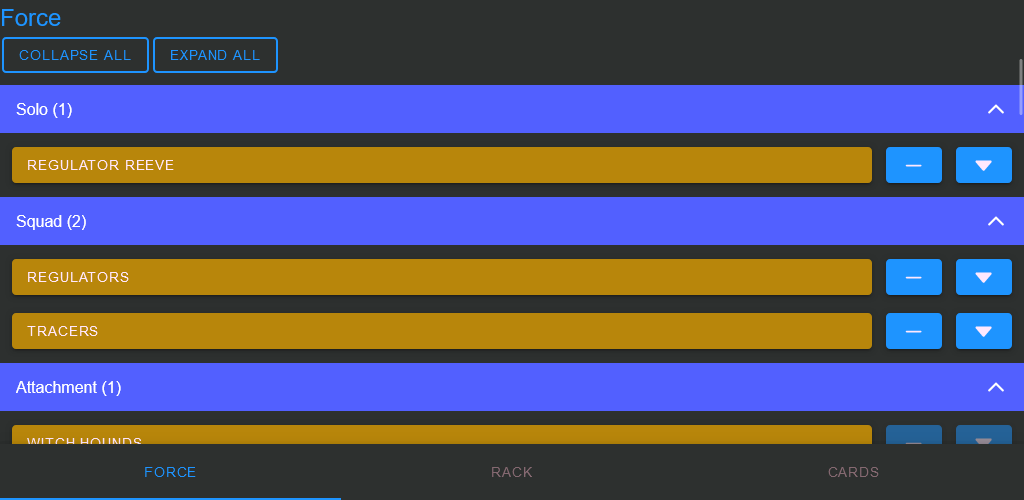 Force
COLLAPSE ALL EXPAND ALL
Solo (1)
REGULATOR REEVE
Squad (2)
REGULATORS
TRACERS
Attachment (1)
WITCH HOUNDS
FORCE RACK CARDS